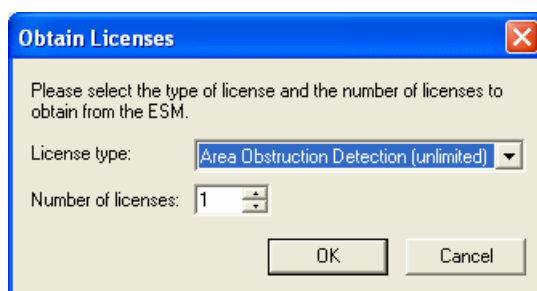 Obtain Licenses
Please select the type of license and the number of licenses to
obtain from the ESM.
License type: Area Obstruction Detection (unlimited)
Number of licenses: 1
OK Cancel